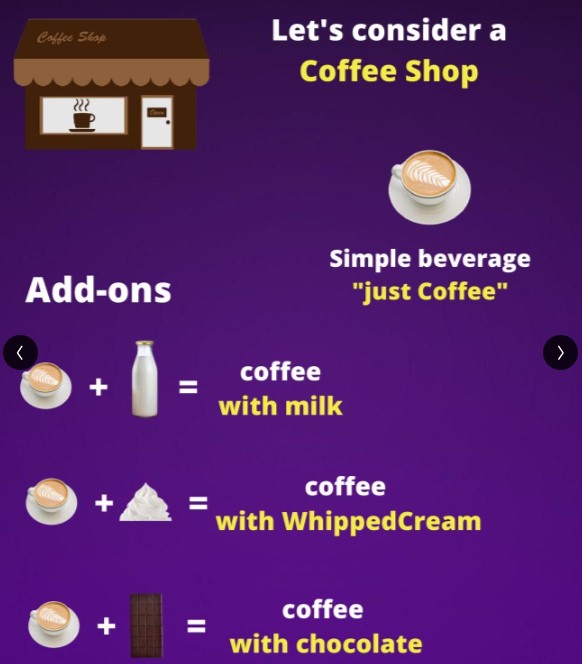 Coffee Shop
Let's consider a
Coffee Shop
Simple beverage
"just Coffee"
Add-ons
+ = coffee
with milk
+ = coffee
with WhippedCream
+ = coffee
with chocolate